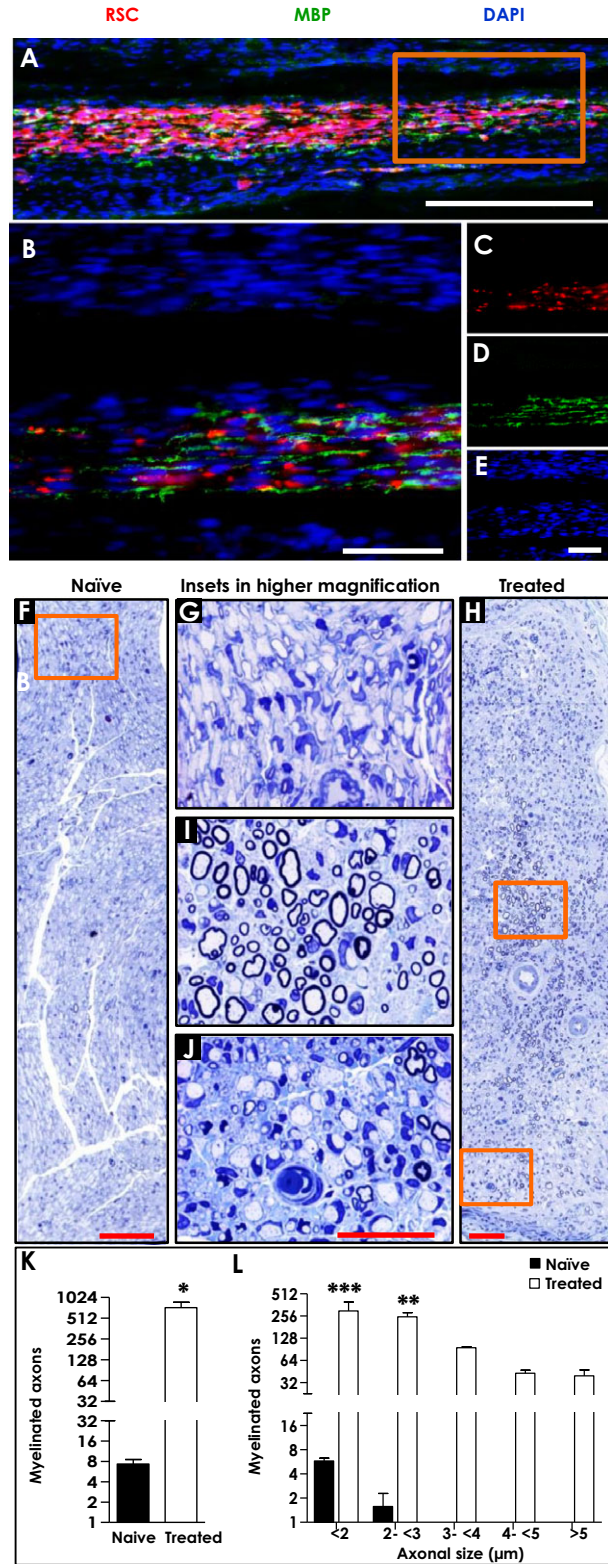 RSC MBP DAPI
A
B
C
D
E
Naïve Insets in higher magnification Treated
F
G
H
B
I
J
K
L
Naïve
Treated
Myelinated axons
1024
512
256
128
64
32
32
16
8
4
2
1
Naive Treated
*
Myelinated axons
512
256
128
64
32
16
8
4
2
1
*** **
<2 2- <3 3- <4 4- <5 >5
Axonal size (µm)